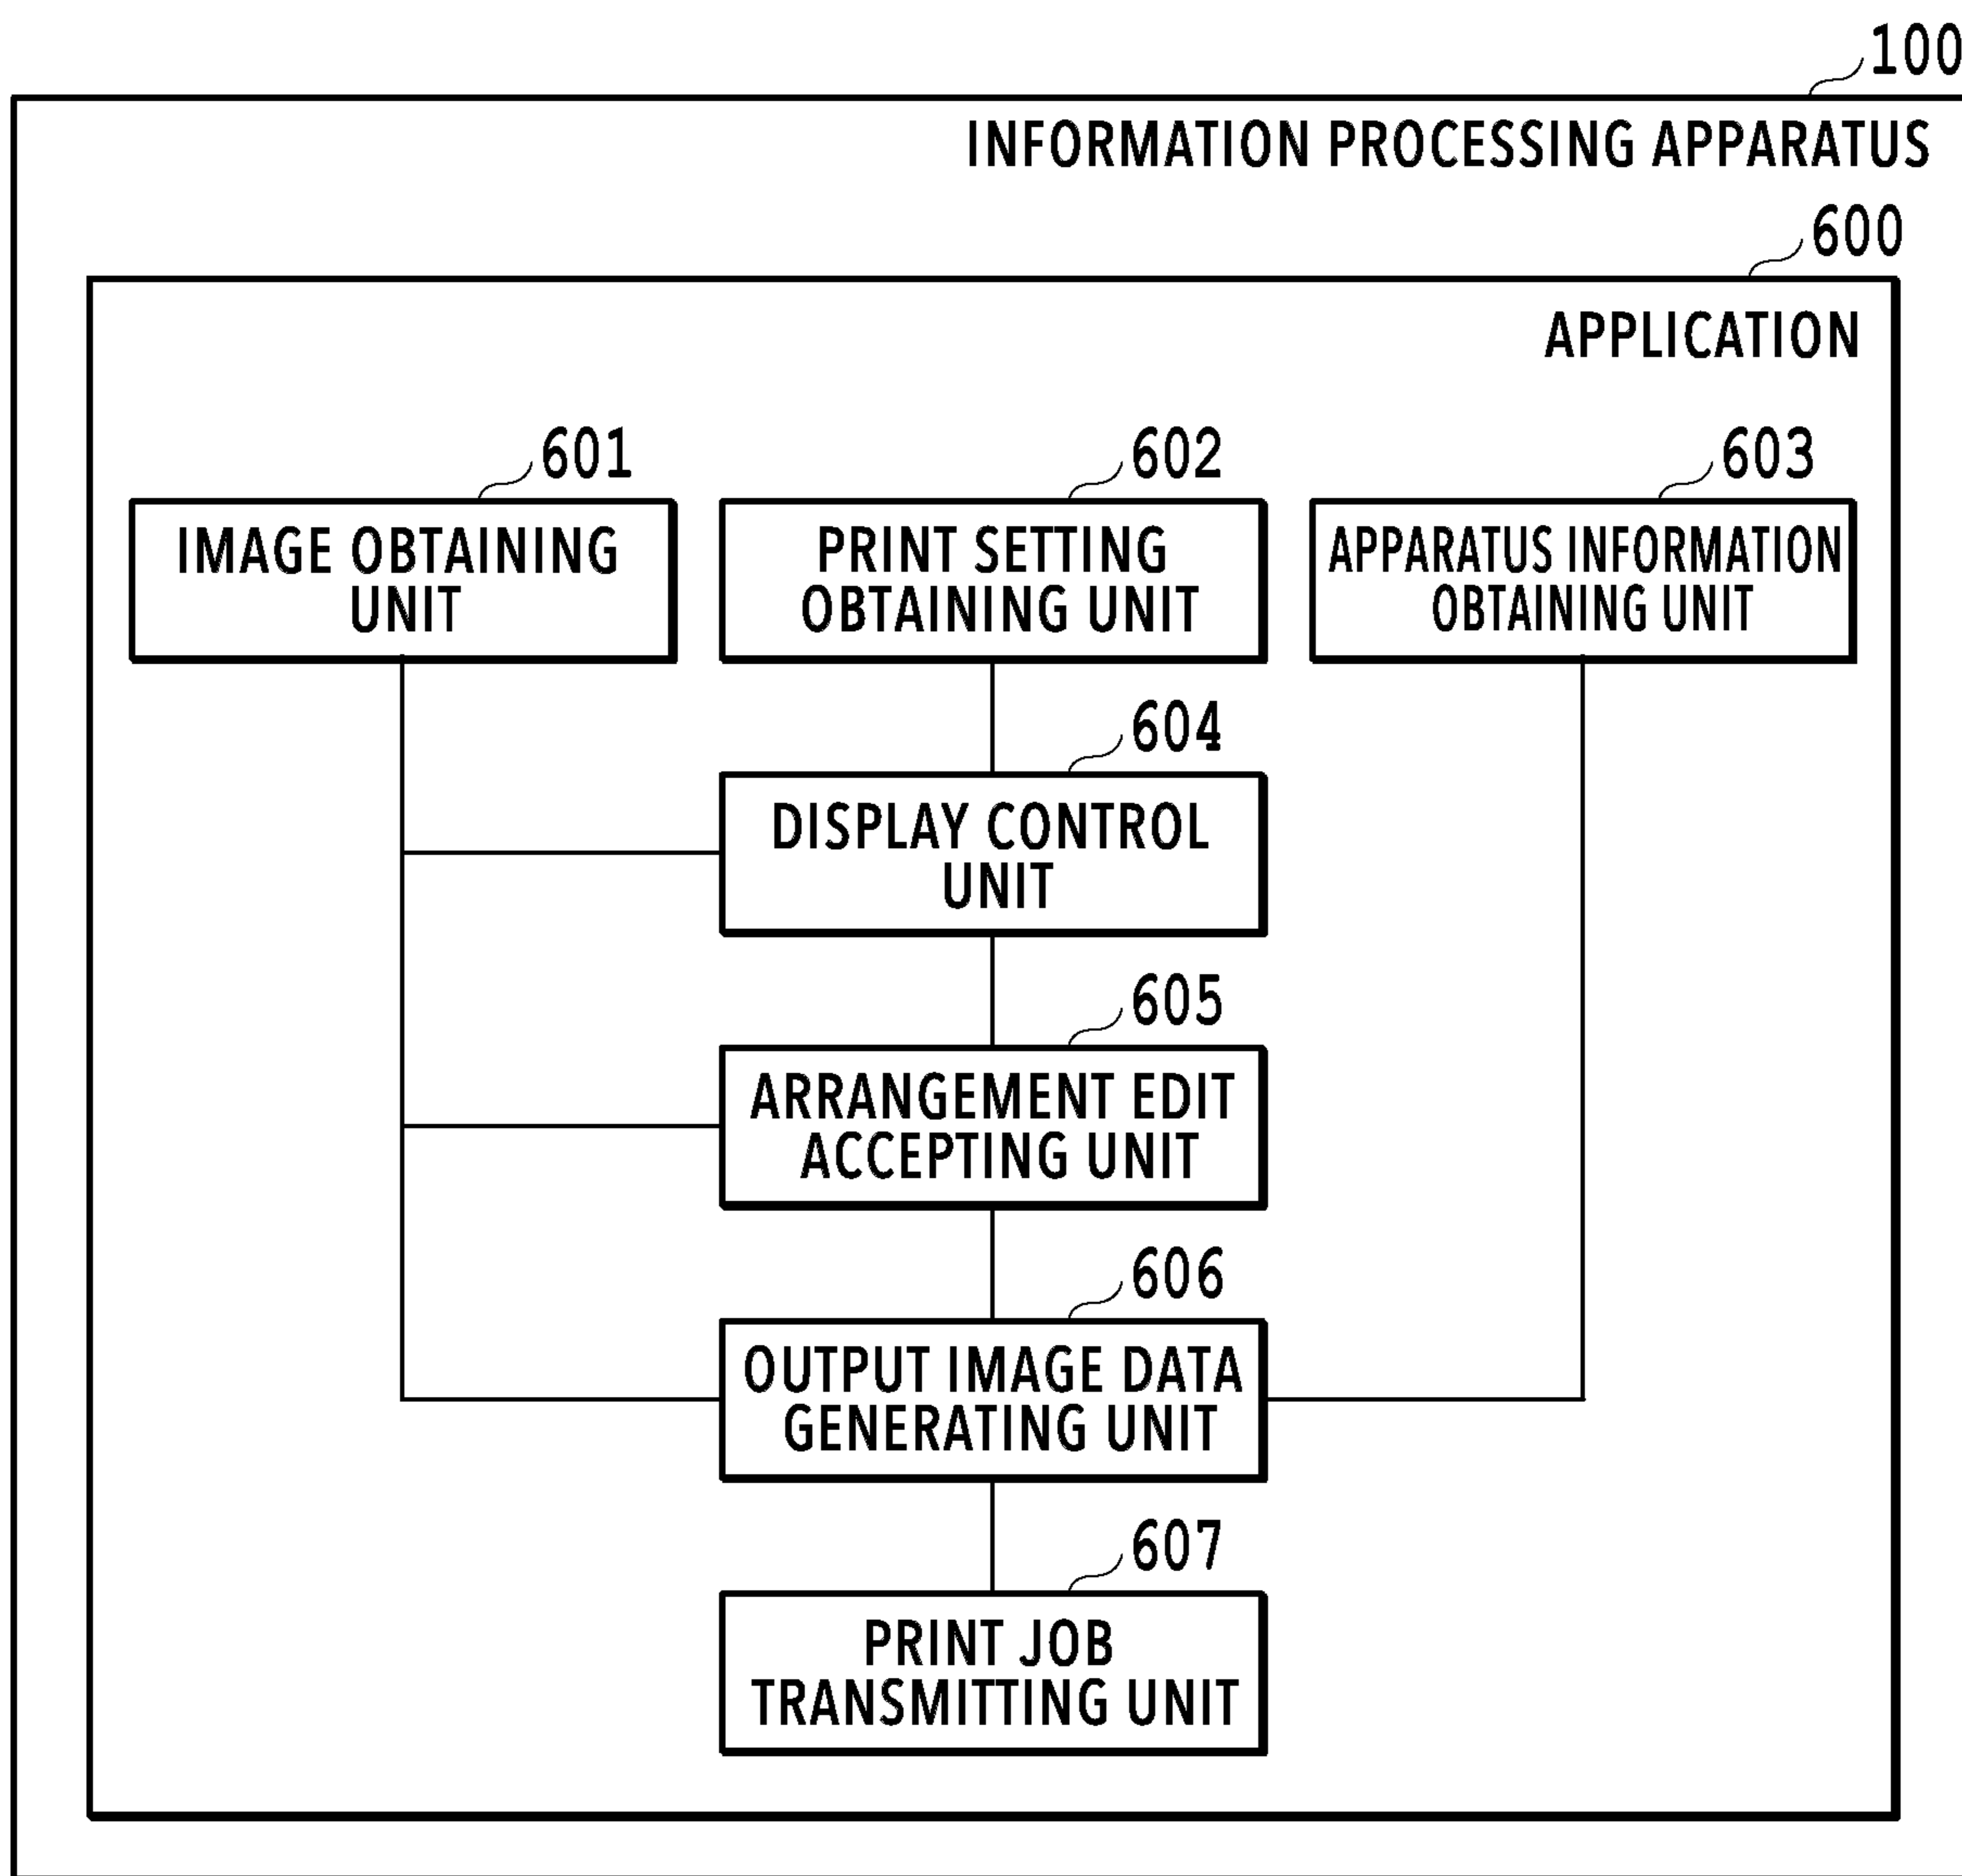 100
INFORMATION PROCESSING APPARATUS
600
APPLICATION
601
IMAGE OBTAINING
UNIT
602
PRINT SETTING
OBTAINING UNIT
603
APPARATUS INFORMATION
OBTAINING UNIT
604
DISPLAY CONTROL
UNIT
605
ARRANGEMENT EDIT
ACCEPTING UNIT
606
OUTPUT IMAGE DATA
GENERATING UNIT
607
PRINT JOB
TRANSMITTING UNIT